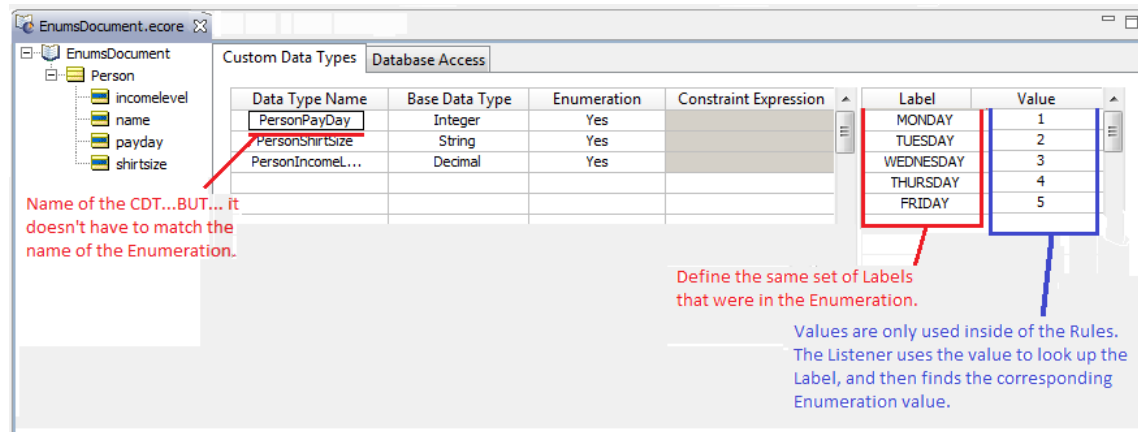 EnumsDocument.ecore
EnumsDocument
Person
incomelevel
name
payday
shirtsize
Custom Data Types
Database Access
Data Type Name Base Data Type Enumeration Constraint Expression
PersonPayDay Integer Yes
PersonShirtSize String Yes
PersonIncomeL... Decimal Yes
Label Value
MONDAY 1
TUESDAY 2
WEDNESDAY 3
THURSDAY 4
FRIDAY 5
Name of the CDT...BUT... it
doesn't have to match the
name of the Enumeration.
Define the same set of Labels
that were in the Enumeration.
Values are only used inside of the Rules.
The Listener uses the value to look up the
Label, and then finds the corresponding
Enumeration value.